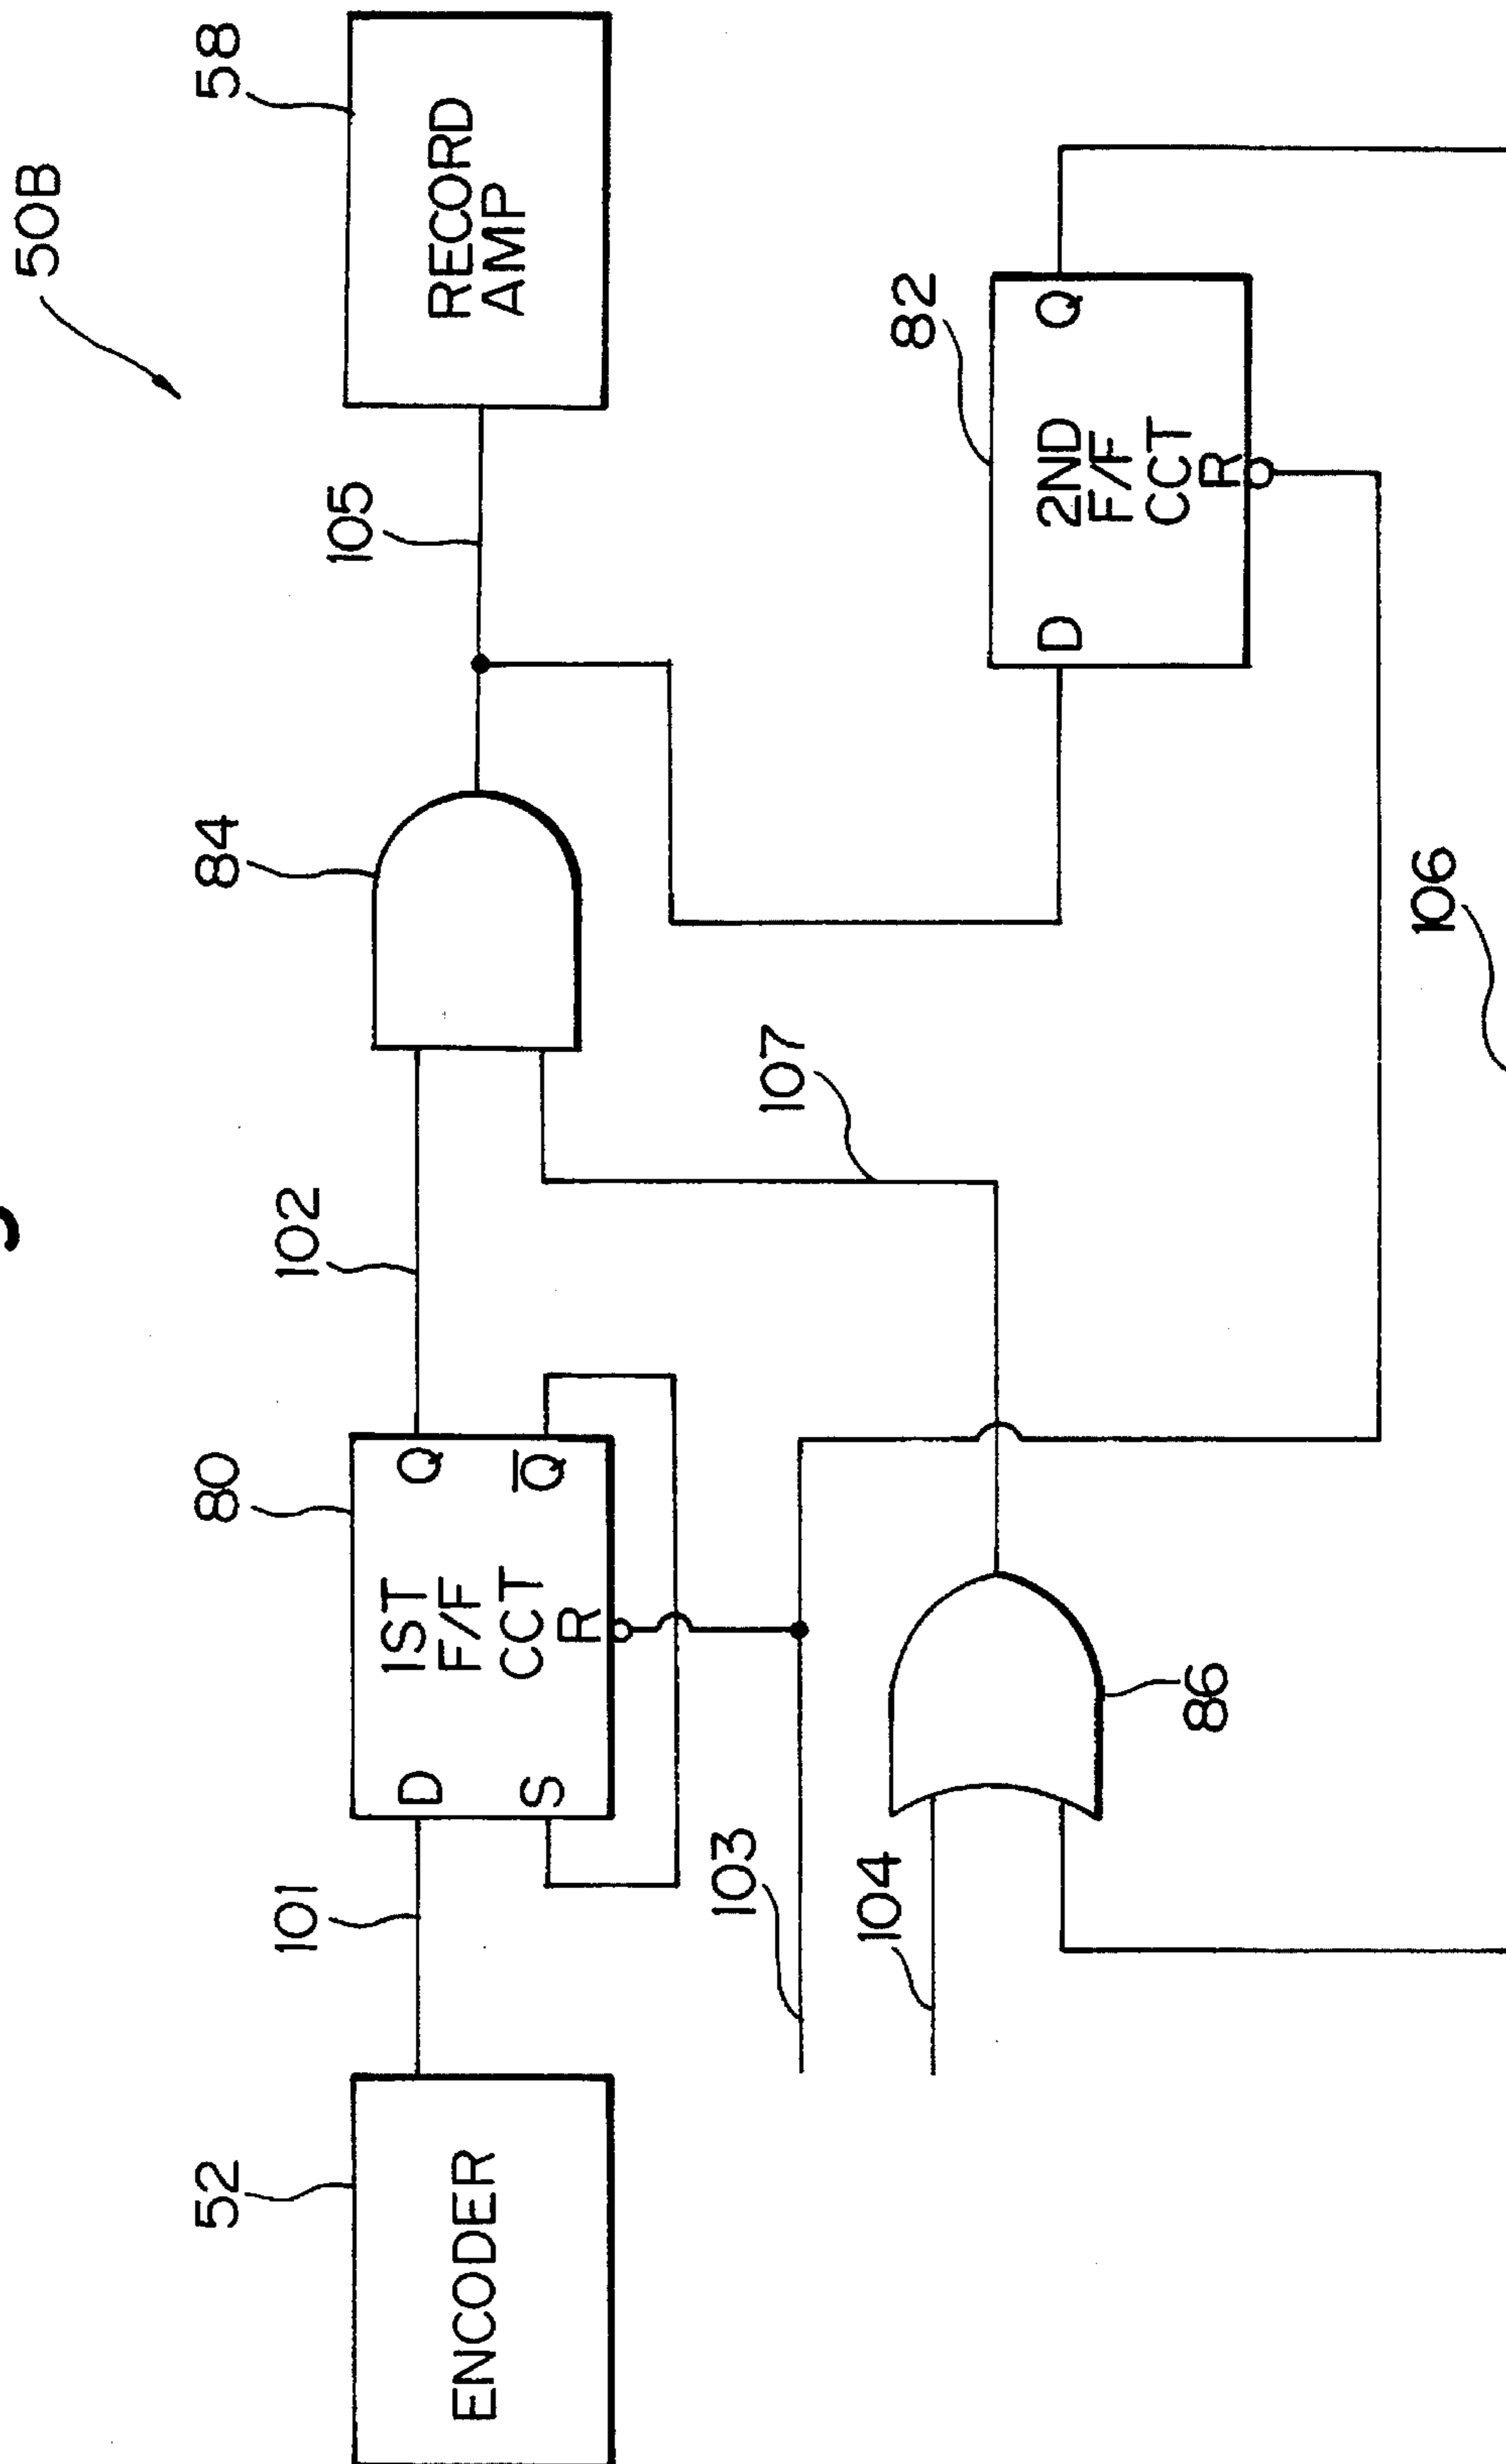 50B
52
ENCODER
101
80
1ST
F/F
CCT
D
S
Q
Q̅
R
102
84
105
58
RECORD
AMP
103
104
86
107
82
2ND
F/F
CCT
D
Q
R
106